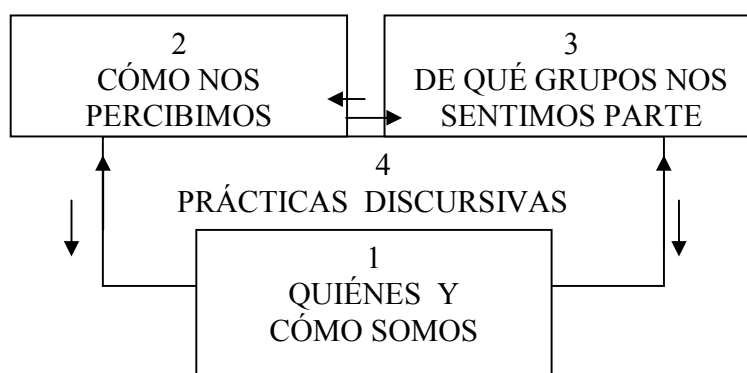 2
CÓMO NOS
PERCIBIMOS
3
DE QUÉ GRUPOS NOS
SENTIMOS PARTE
4
PRÁCTICAS DISCURSIVAS
1
QUIÉNES Y
CÓMO SOMOS